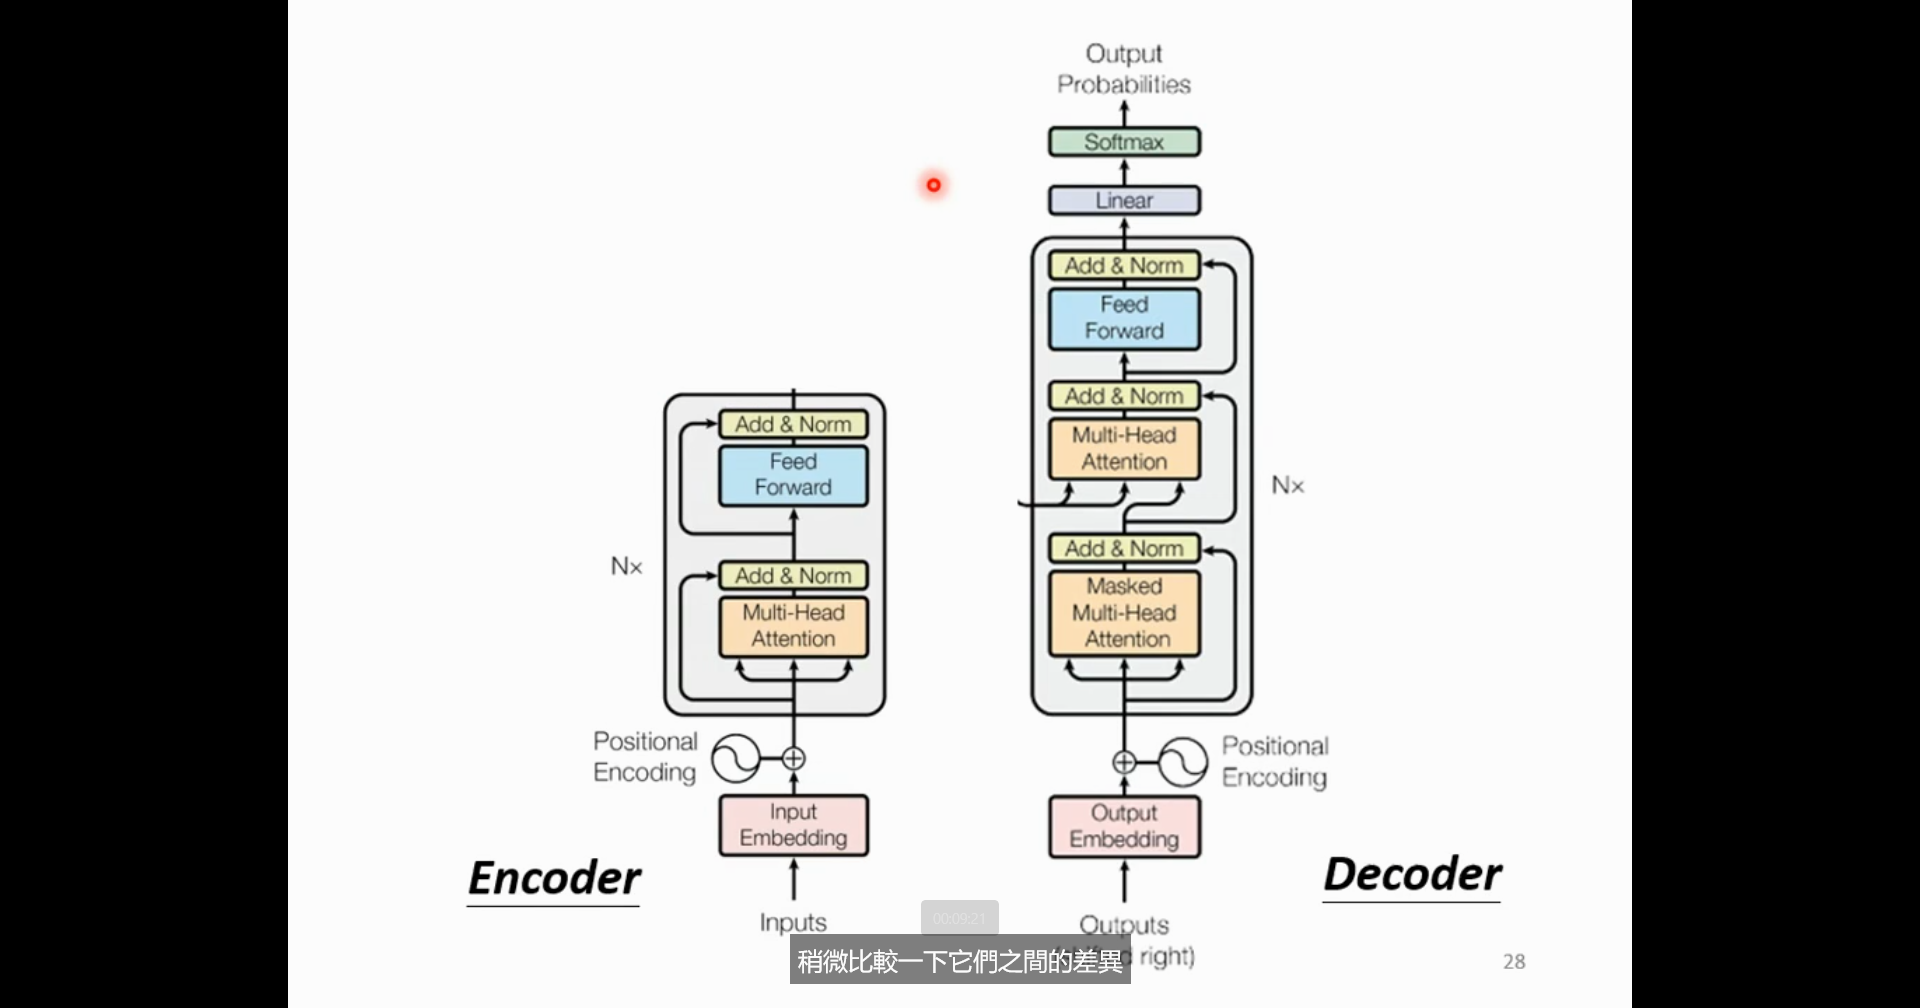 Output
Probabilities
Softmax
Linear
Add & Norm
Feed
Forward
Add & Norm
Multi-Head
Attention
Nx
Add & Norm
Masked
Multi-Head
Attention
Positional
Encoding
Output
Embedding
Outputs
right)
Decoder
Add & Norm
Feed
Forward
Nx
Add & Norm
Multi-Head
Attention
Positional
Encoding
Input
Embedding
Inputs
Encoder
00:09:21
稍微比較一下它們之間的差異
28